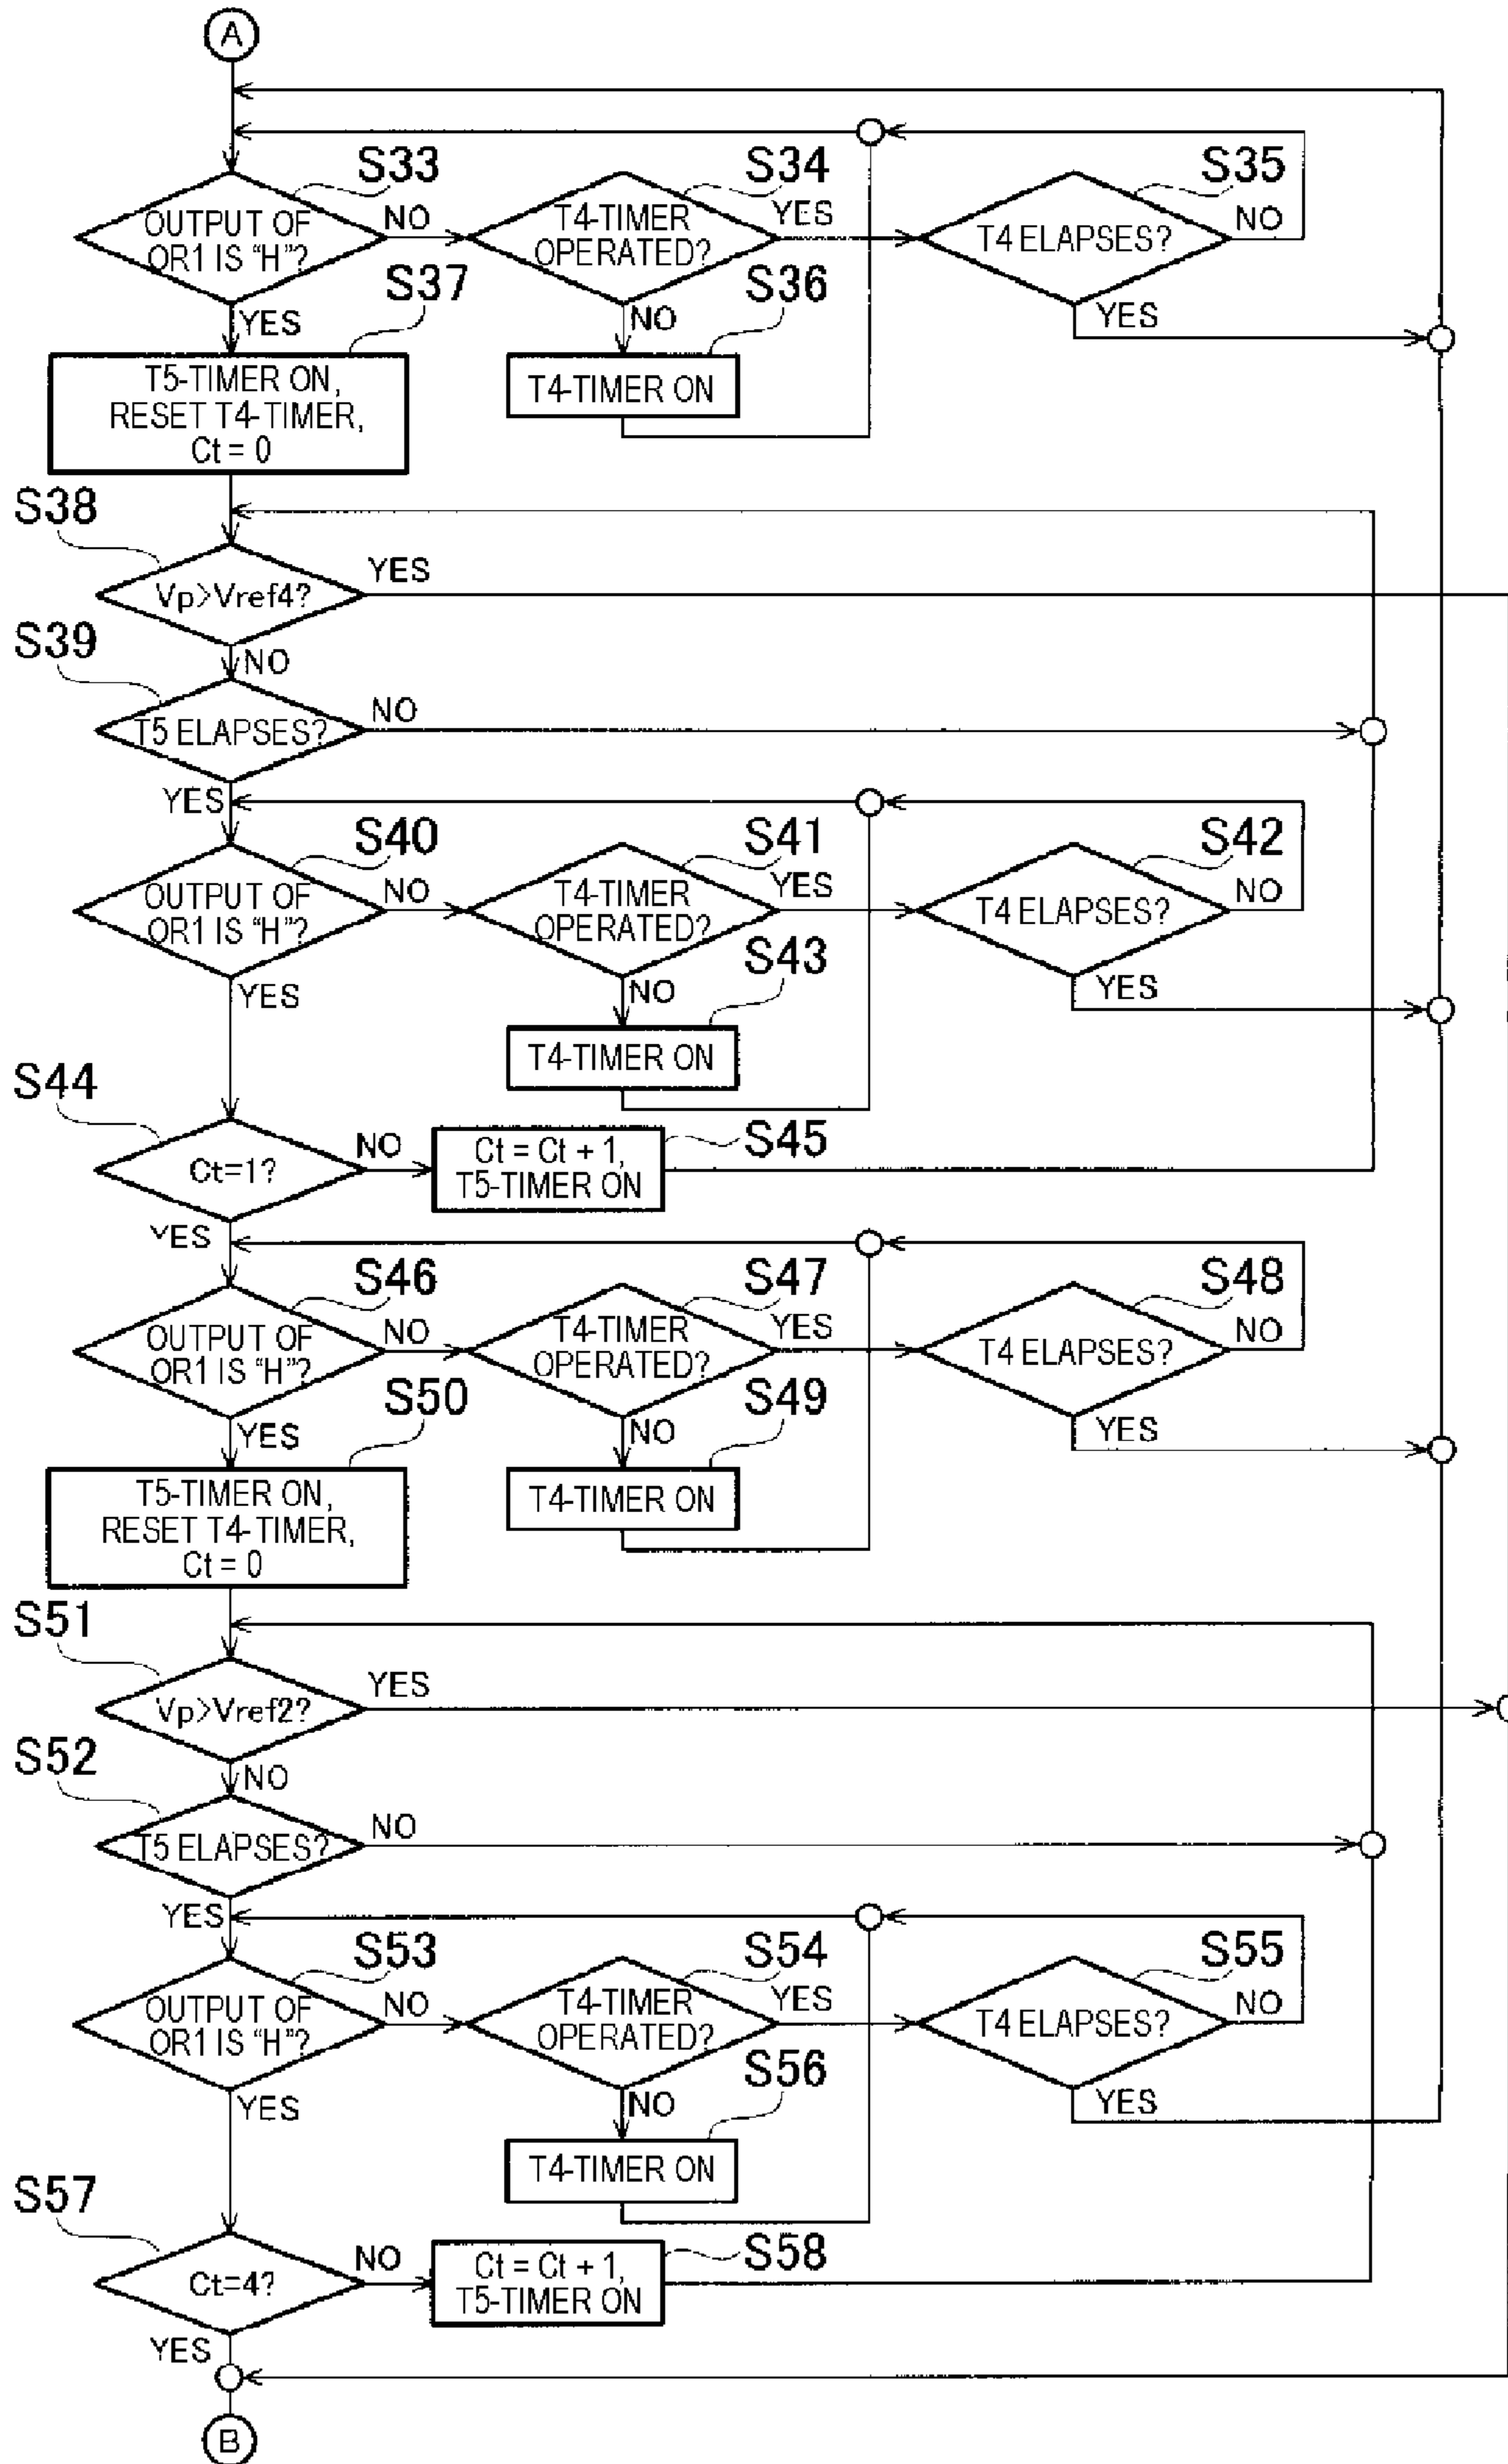 A
S33
S34
S35
OUTPUT OF
OR1 IS “H”?
NO
T4-TIMER
OPERATED?
YES
T4 ELAPSES?
NO
S37
S36
YES
NO
YES
T5-TIMER ON,
RESET T4-TIMER,
Ct = 0
T4-TIMER ON
S38
Vp>Vref4?
YES
S39
NO
T5 ELAPSES?
NO
YES
S40
S41
S42
OUTPUT OF
OR1 IS “H”?
NO
T4-TIMER
OPERATED?
YES
T4 ELAPSES?
NO
S43
YES
NO
YES
T4-TIMER ON
S44
Ct=1?
NO
Ct = Ct + 1,
T5-TIMER ON
S45
YES
S46
S47
S48
OUTPUT OF
OR1 IS “H”?
NO
T4-TIMER
OPERATED?
YES
T4 ELAPSES?
NO
S50
S49
YES
NO
YES
T5-TIMER ON,
RESET T4-TIMER,
Ct = 0
T4-TIMER ON
S51
Vp>Vref2?
YES
S52
NO
T5 ELAPSES?
NO
YES
S53
S54
S55
OUTPUT OF
OR1 IS “H”?
NO
T4-TIMER
OPERATED?
YES
T4 ELAPSES?
NO
S56
YES
NO
YES
T4-TIMER ON
S57
Ct=4?
NO
Ct = Ct + 1,
T5-TIMER ON
S58
YES
B